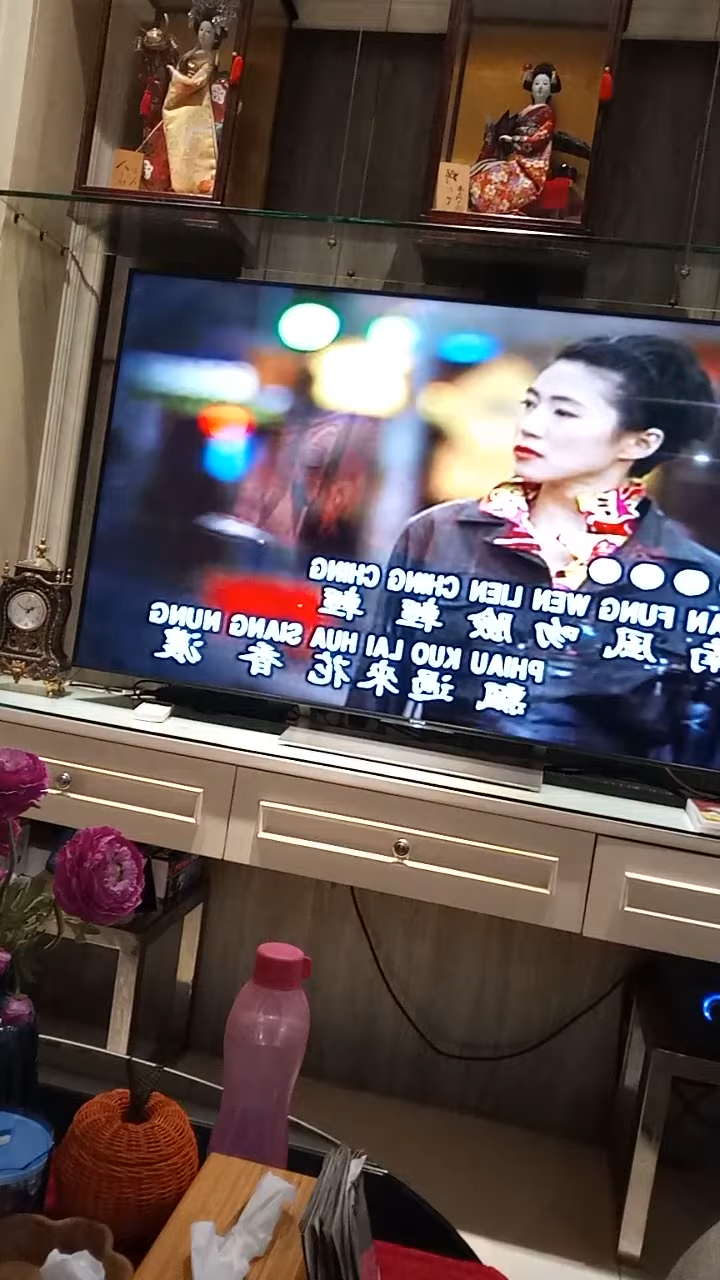 AN FUNG WEN LIEN CHING CHING
南 風 吻 臉 輕 輕
PHIAU KUO LAI HUA SIANG NUNG
飄 過 來 花 香 濃